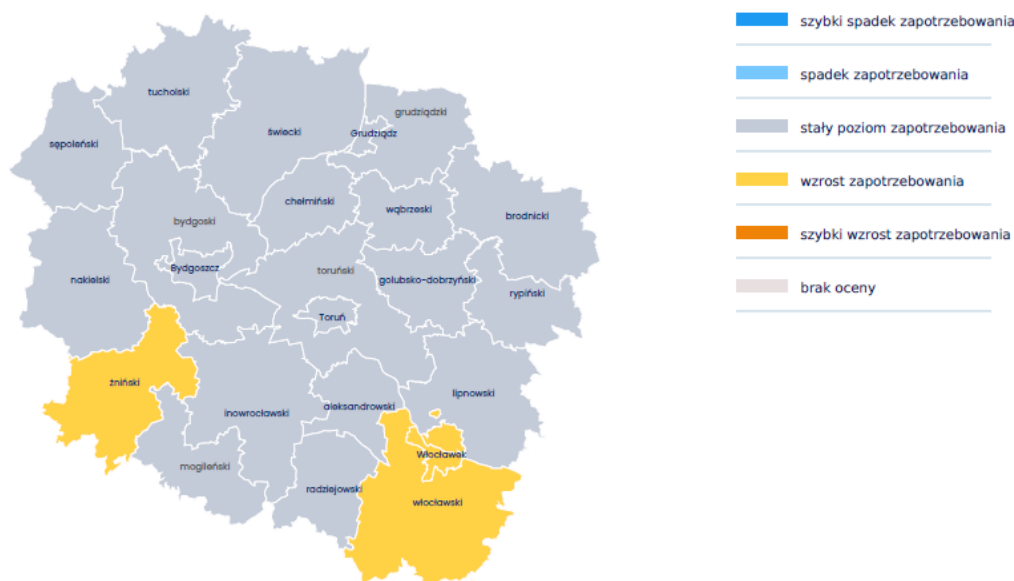 szybki spadek zapotrzebowania
spadek zapotrzebowania
stały poziom zapotrzebowania
wzrost zapotrzebowania
szybki wzrost zapotrzebowania
brak oceny
tucholski
grudziądzki
świecki
Grudziądz
sępoleński
chełmiński
wąbrzeski
brodnicki
bydgoski
Bydgoszcz
toruński
nakielski
golubsko-dobrzyński
rypiński
Toruń
żniński
lipnowski
inowrocławski
aleksandrowski
Włocławek
mogileński
radziejowski
włocławski